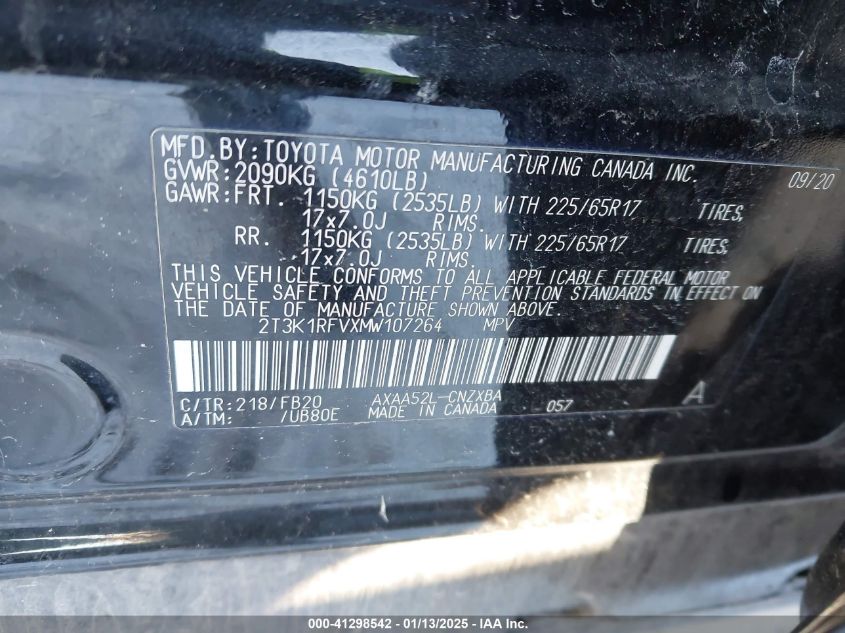 MFD.BY:TOYOTA MOTOR MANUFACTURING CANADA INC.
GVWR:2090KG (4610LB) 09/20
GAWR:FRT. 1150KG (2535LB) WITH 225/65R17 TIRES,
17x7.0J RIMS.
RR. 1150KG (2535LB) WITH 225/65R17 TIRES,
17x7.0J RIMS.
THIS VEHICLE CONFORMS TO ALL APPLICABLE FEDERAL MOTOR
VEHICLE SAFETY AND THEFT PREVENTION STANDARDS IN EFFECT ON
THE DATE OF MANUFACTURE SHOWN ABOVE.
2T3K1RFVXMW107264 MPV
C/TR:218/FB20 AXAA52L-CNZXBA A
A/TM: /UB80E MADE IN CANADA 057
000-41298542 - 01/13/2025 - IAA Inc.